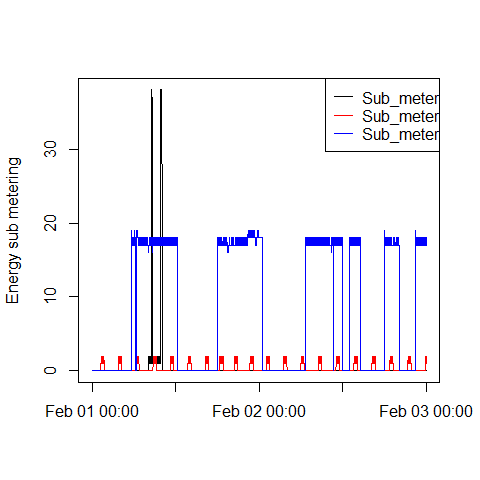 Sub_meter
Sub_meter
Sub_meter
Energy sub metering
30
20
10
0
Feb 01 00:00 Feb 02 00:00 Feb 03 00:00